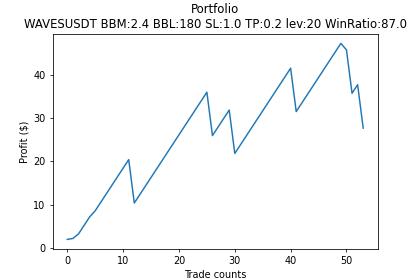 Portfolio
WAVESUSDT BBM:2.4 BBL:180 SL:1.0 TP:0.2 lev:20 WinRatio:87.0
Profit ($)
40
30
20
10
0
0
10
20
30
40
50
Trade counts